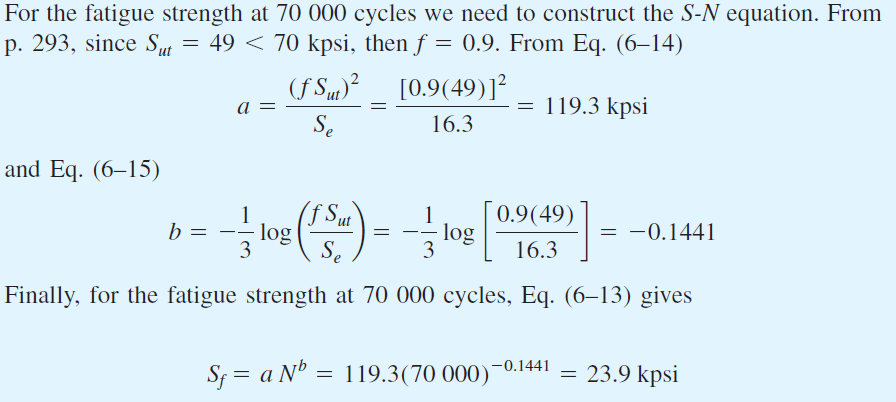 For the fatigue strength at 70 000 cycles we need to construct the S-N equation. From
p. 293, since S_ut = 49 < 70 kpsi, then f = 0.9. From Eq. (6–14)
a = (f S_ut)² / S_e = [0.9(49)]² / 16.3 = 119.3 kpsi
and Eq. (6–15)
b = −1/3 log (f S_ut / S_e) = −1/3 log [0.9(49) / 16.3] = −0.1441
Finally, for the fatigue strength at 70 000 cycles, Eq. (6–13) gives
S_f = a N^b = 119.3(70 000)^−0.1441 = 23.9 kpsi